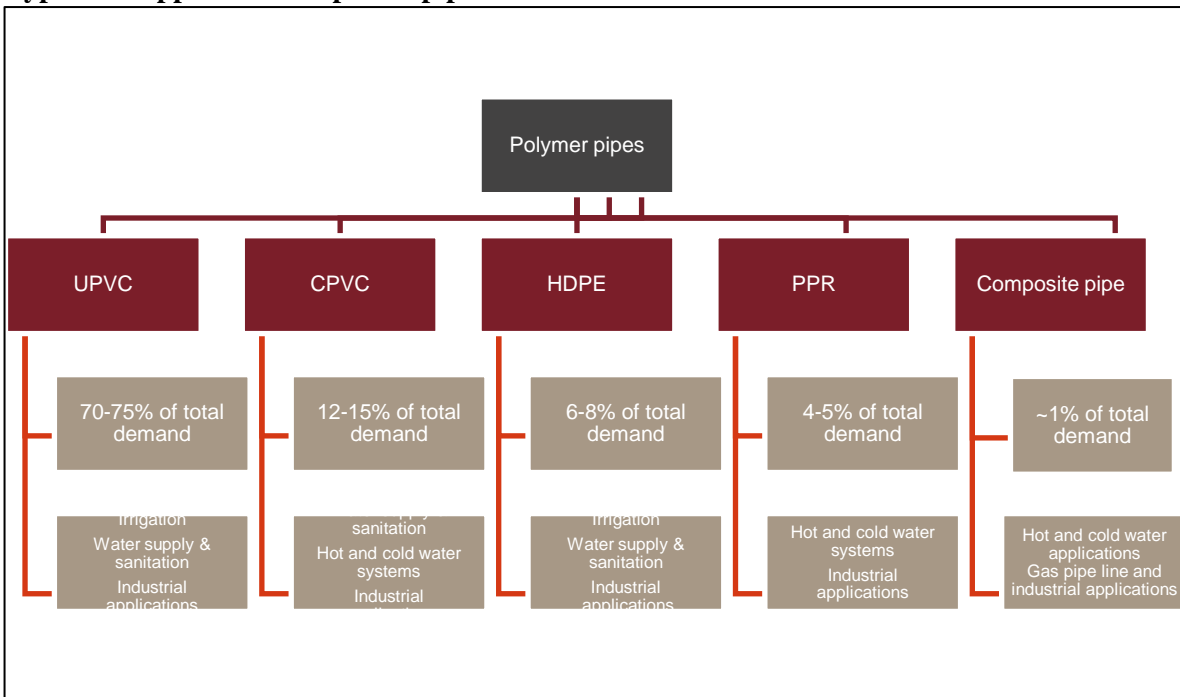 Polymer pipes
UPVC
CPVC
HDPE
PPR
Composite pipe
70-75% of total
demand
12-15% of total
demand
6-8% of total
demand
4-5% of total
demand
~1% of total
demand
Irrigation
Water supply &
sanitation
Industrial
applications
sanitation
Hot and cold water
systems
Industrial
Irrigation
Water supply &
sanitation
Industrial
applications
Hot and cold water
systems
Industrial
applications
Hot and cold water
applications
Gas pipe line and
industrial applications